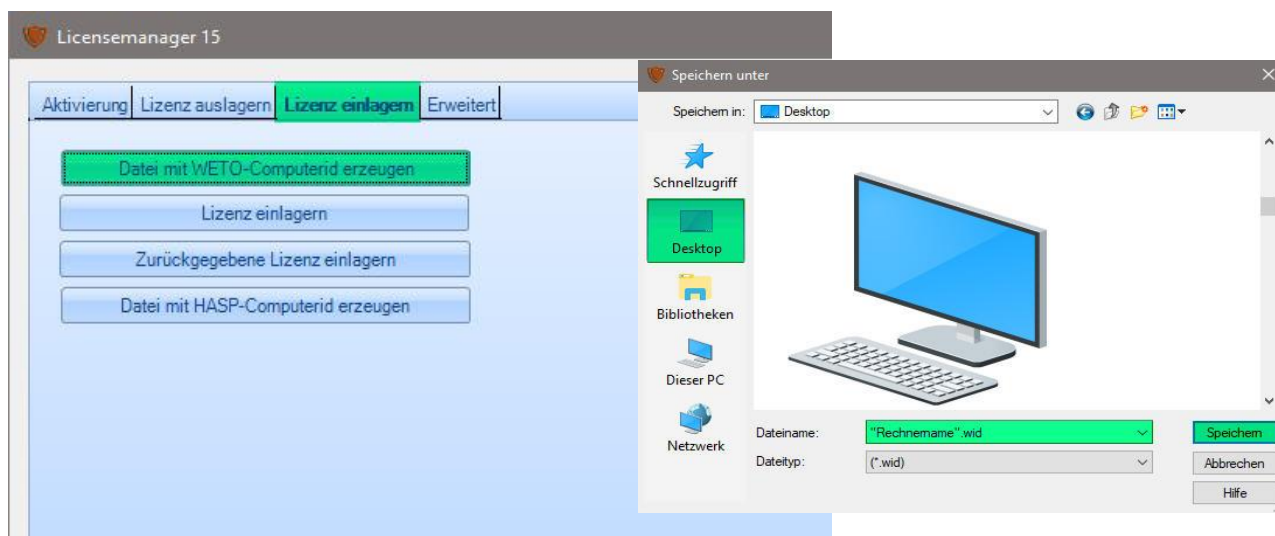 Licensemanager 15
Aktivierung Lizenz auslagern Lizenz einlagern Erweitert
Datei mit WETO-Computerid erzeugen
Lizenz einlagern
Zurückgegebene Lizenz einlagern
Datei mit HASP-Computerid erzeugen
Speichern unter
Speichern in: Desktop
Schnellzugriff
Desktop
Bibliotheken
Dieser PC
Netzwerk
Dateiname: "Rechnername".wid Speichern
Dateityp: (*.wid) Abbrechen
Hilfe